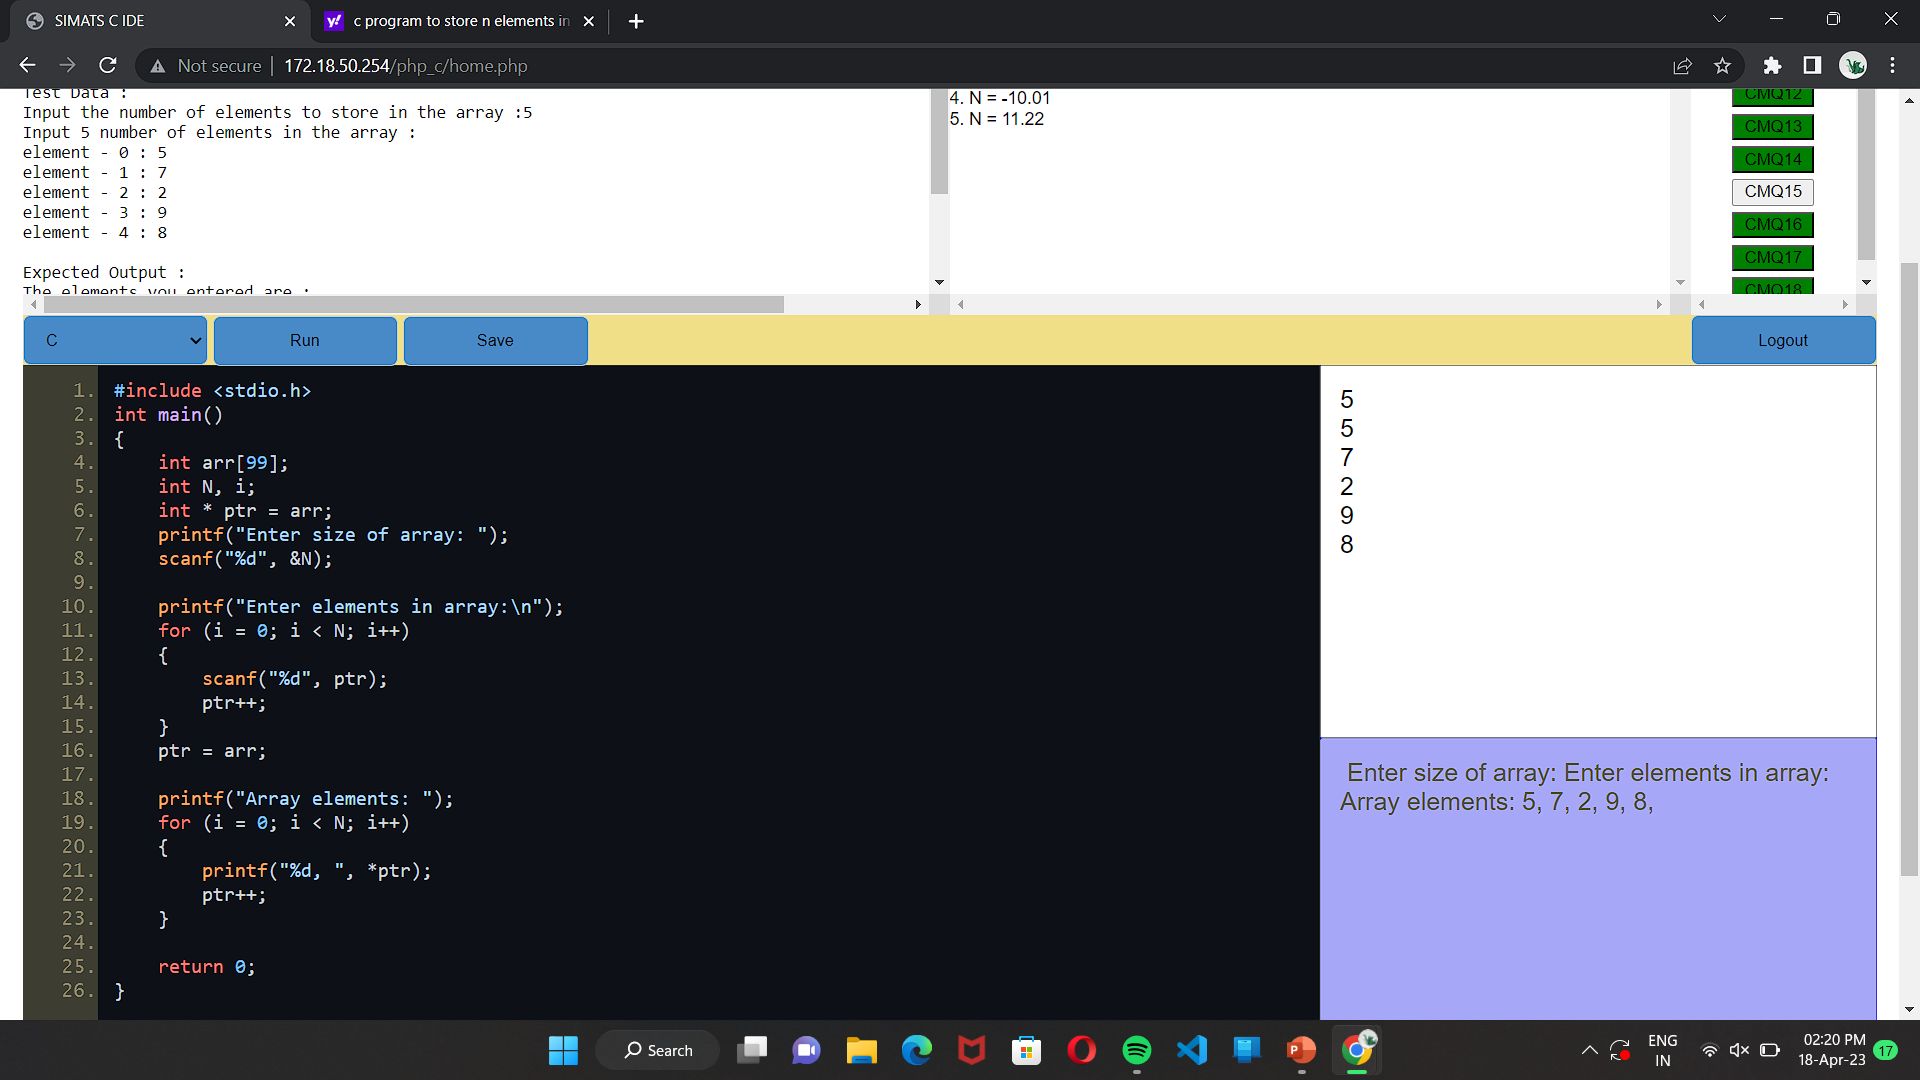 SIMATS C IDE
c program to store n elements in
Not secure
172.18.50.254/php_c/home.php
Test Data :
Input the number of elements to store in the array :5
Input 5 number of elements in the array :
element - 0 : 5
element - 1 : 7
element - 2 : 2
element - 3 : 9
element - 4 : 8
Expected Output :
The elements you entered are :
4. N = -10.01
5. N = 11.22
CMQ12
CMQ13
CMQ14
CMQ15
CMQ16
CMQ17
CMQ18
C
Run
Save
Logout
1. #include <stdio.h>
2. int main()
3. {
4. int arr[99];
5. int N, i;
6. int * ptr = arr;
7. printf("Enter size of array: ");
8. scanf("%d", &N);
9.
10. printf("Enter elements in array:\n");
11. for (i = 0; i < N; i++)
12. {
13. scanf("%d", ptr);
14. ptr++;
15. }
16. ptr = arr;
17.
18. printf("Array elements: ");
19. for (i = 0; i < N; i++)
20. {
21. printf("%d, ", *ptr);
22. ptr++;
23. }
24.
25. return 0;
26. }
5
5
7
2
9
8
Enter size of array: Enter elements in array:
Array elements: 5, 7, 2, 9, 8,
Search
ENG
IN
02:20 PM
18-Apr-23
17